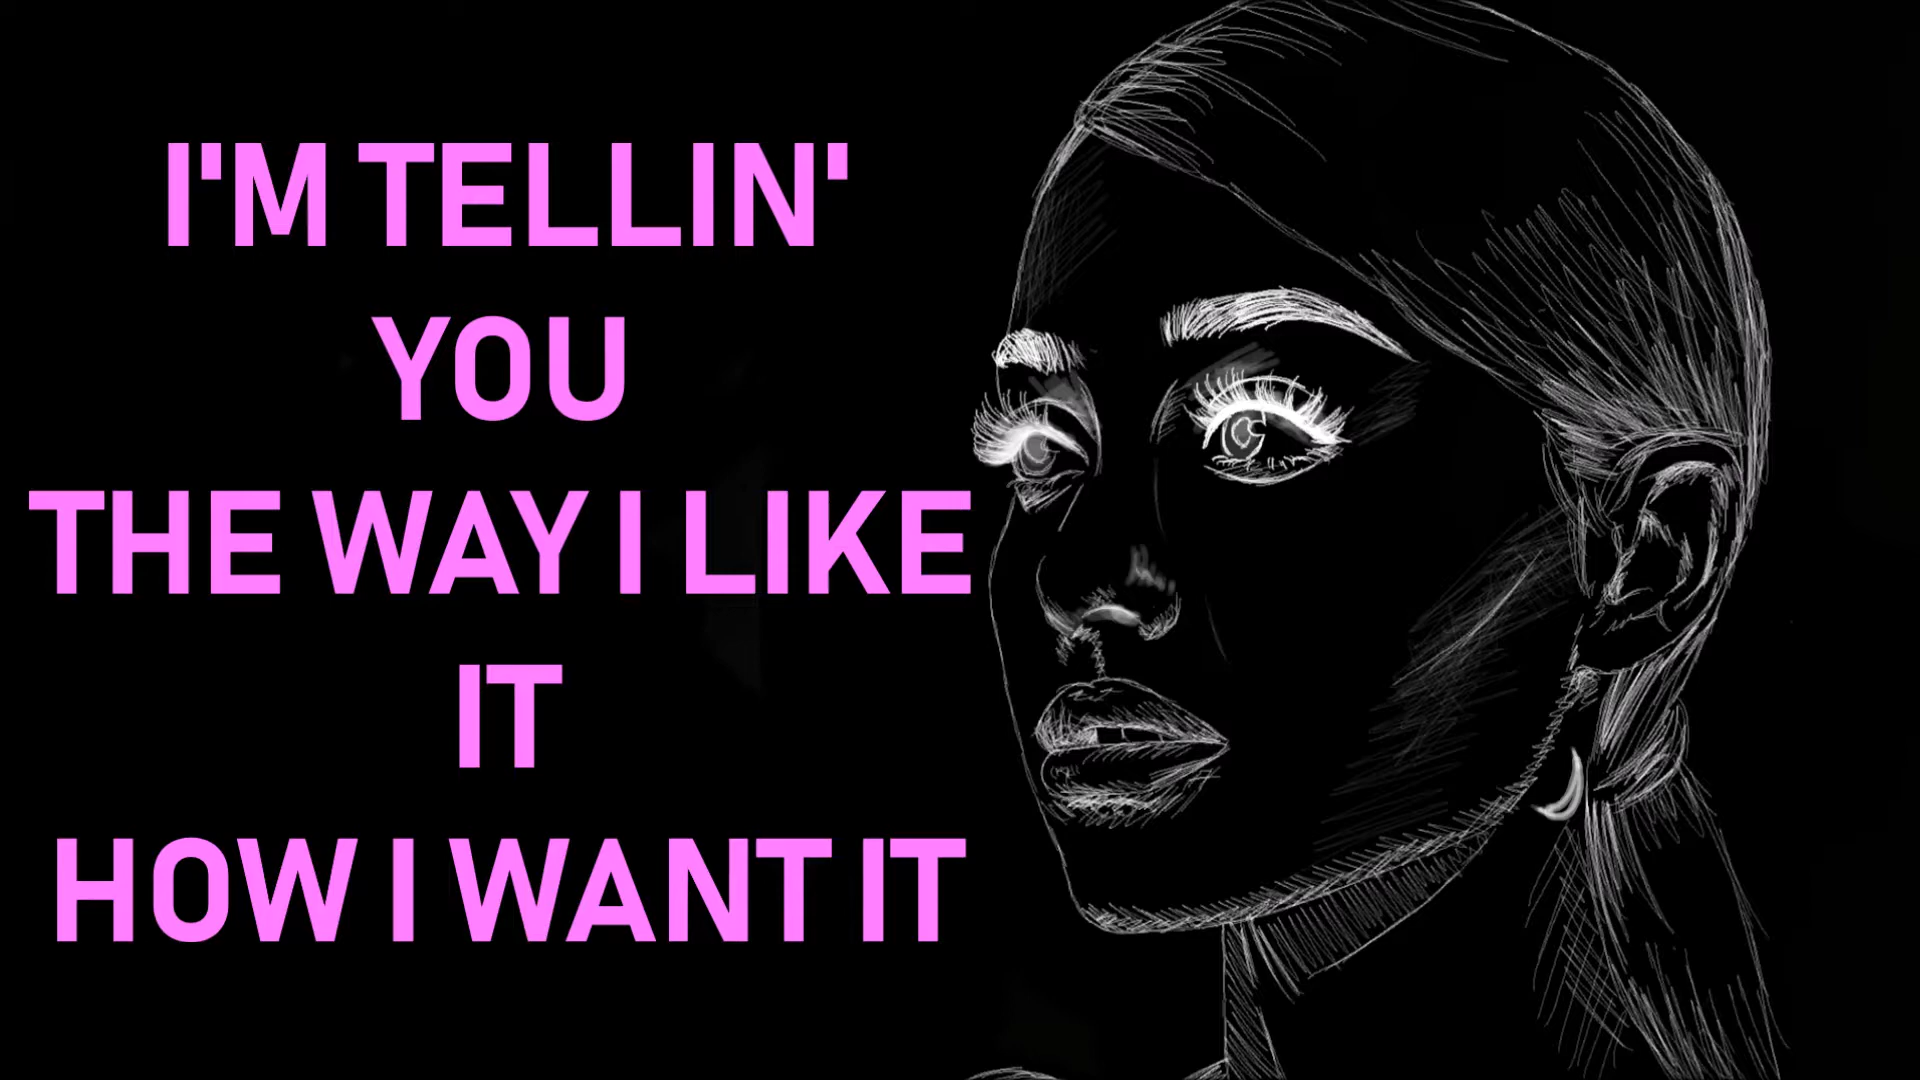 I'M TELLIN'
YOU
THE WAY I LIKE
IT
HOW I WANT IT